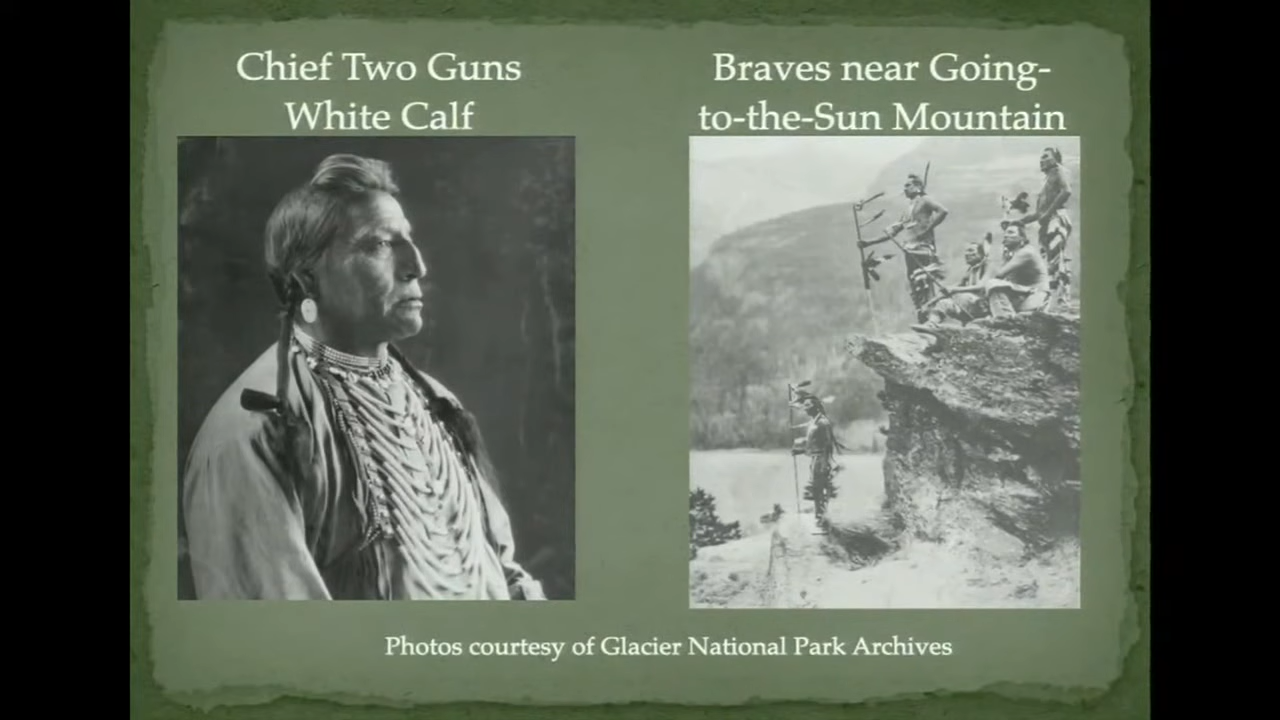 Chief Two Guns
White Calf
Braves near Going-
to-the-Sun Mountain
Photos courtesy of Glacier National Park Archives